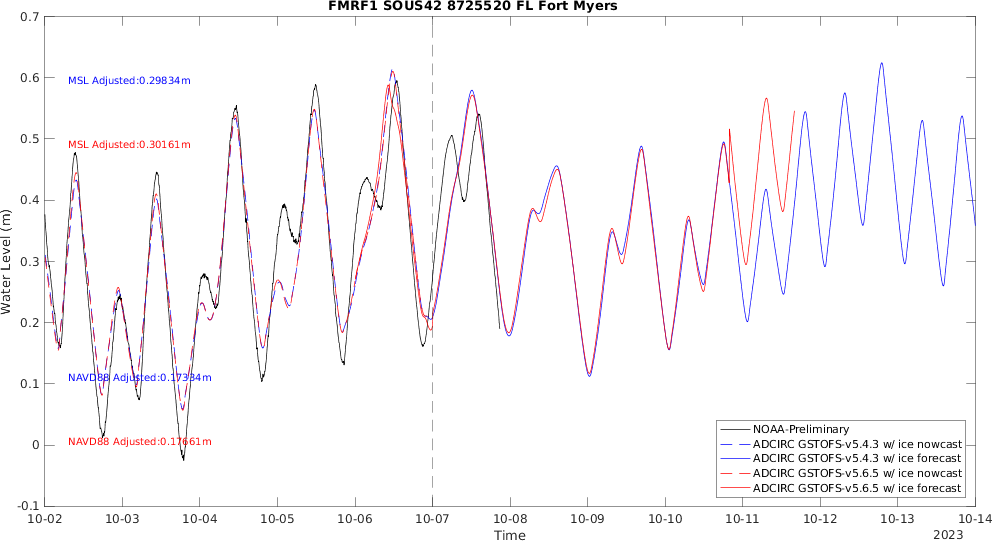 FMRF1 SOUS42 8725520 FL Fort Myers
0.7
0.6
0.5
0.4
0.3
0.2
0.1
0
-0.1
Water Level (m)
MSL Adjusted:0.29834m
MSL Adjusted:0.30161m
NAVD88 Adjusted:0.17334m
NAVD88 Adjusted:0.17661m
NOAA-Preliminary
ADCIRC GSTOFS-v5.4.3 w/ ice nowcast
ADCIRC GSTOFS-v5.4.3 w/ ice forecast
ADCIRC GSTOFS-v5.6.5 w/ ice nowcast
ADCIRC GSTOFS-v5.6.5 w/ ice forecast
10-02 10-03 10-04 10-05 10-06 10-07 10-08 10-09 10-10 10-11 10-12 10-13 10-14
Time
2023